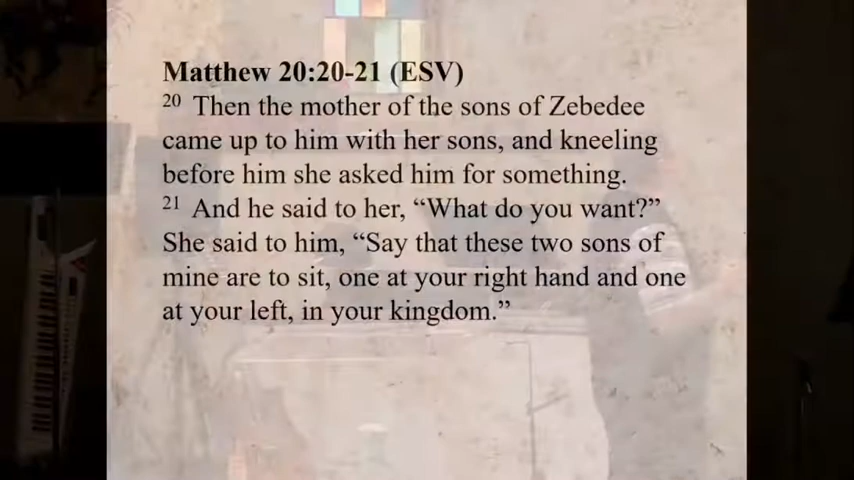 Matthew 20:20-21 (ESV)
20 Then the mother of the sons of Zebedee
came up to him with her sons, and kneeling
before him she asked him for something.
21 And he said to her, “What do you want?”
She said to him, “Say that these two sons of
mine are to sit, one at your right hand and one
at your left, in your kingdom.”